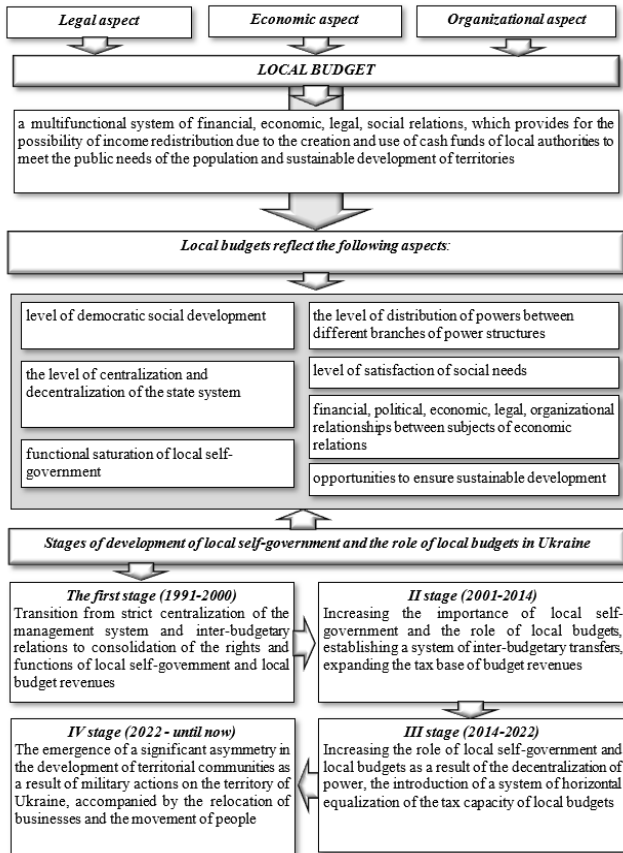 Legal aspect
Economic aspect
Organizational aspect
LOCAL BUDGET
a multifunctional system of financial, economic, legal, social relations, which provides for the
possibility of income redistribution due to the creation and use of cash funds of local authorities to
meet the public needs of the population and sustainable development of territories
Local budgets reflect the following aspects:
level of democratic social development
the level of centralization and
decentralization of the state system
functional saturation of local self-
government
the level of distribution of powers between
different branches of power structures
level of satisfaction of social needs
financial, political, economic, legal, organizational
relationships between subjects of economic
relations
opportunities to ensure sustainable development
Stages of development of local self-government and the role of local budgets in Ukraine
The first stage (1991-2000)
Transition from strict centralization of the
management system and inter-budgetary
relations to consolidation of the rights and
functions of local self-government and local
budget revenues
II stage (2001-2014)
Increasing the importance of local self-
government and the role of local budgets,
establishing a system of inter-budgetary transfers,
expanding the tax base of budget revenues
III stage (2014-2022)
Increasing the role of local self-government and
local budgets as a result of the decentralization of
power, the introduction of a system of horizontal
equalization of the tax capacity of local budgets
IV stage (2022 - until now)
The emergence of a significant asymmetry in
the development of territorial communities as
a result of military actions on the territory of
Ukraine, accompanied by the relocation of
businesses and the movement of people